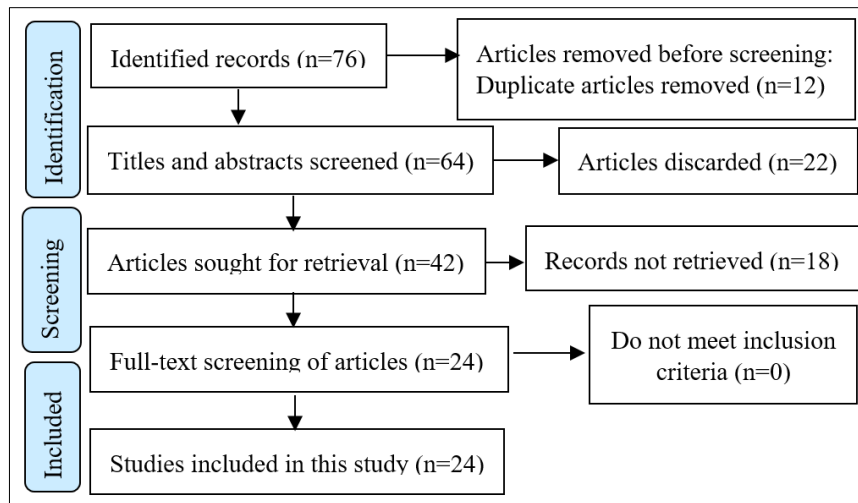 Identification
Identified records (n=76)
Articles removed before screening:
Duplicate articles removed (n=12)
Titles and abstracts screened (n=64)
Articles discarded (n=22)
Screening
Articles sought for retrieval (n=42)
Records not retrieved (n=18)
Full-text screening of articles (n=24)
Do not meet inclusion
criteria (n=0)
Included
Studies included in this study (n=24)